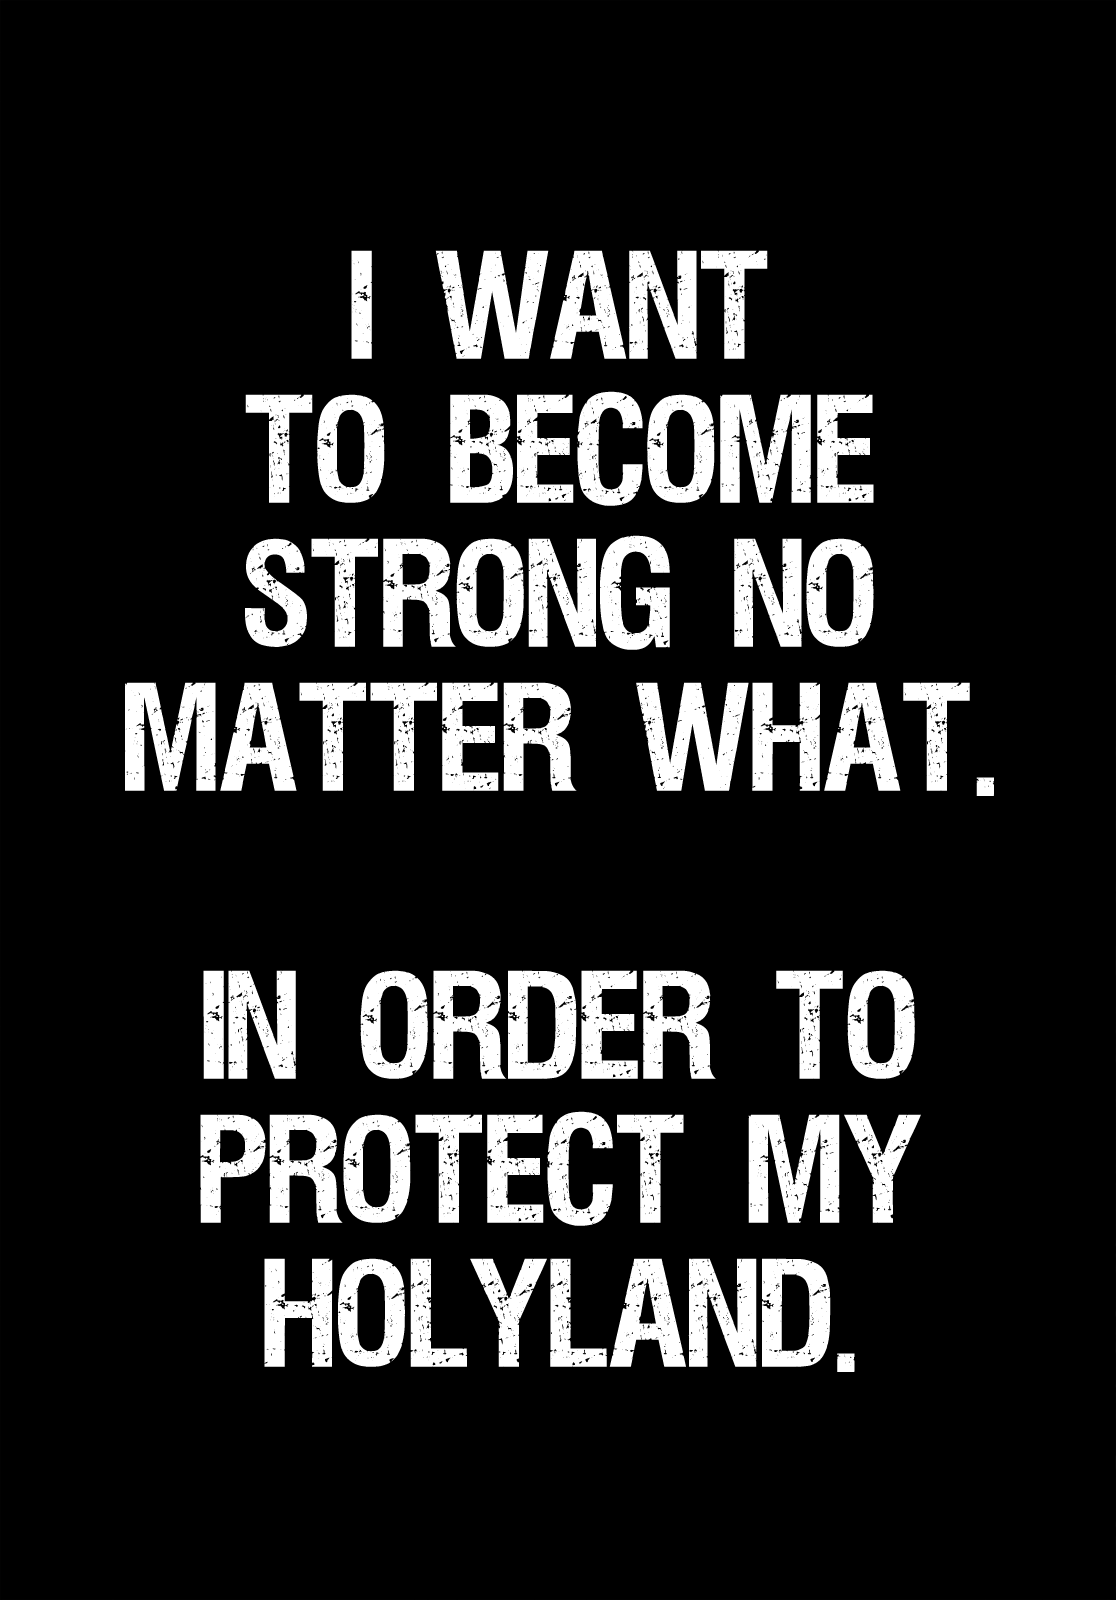 I WANT
TO BECOME
STRONG NO
MATTER WHAT.
IN ORDER TO
PROTECT MY
HOLYLAND.